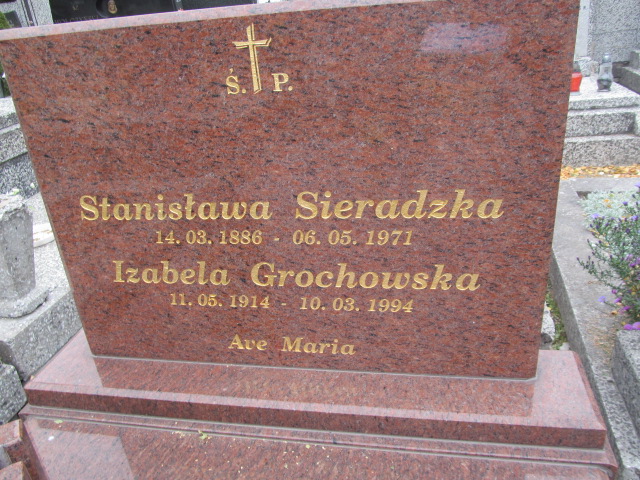 Ś. P.
Stanisława Sieradzka
14.03.1886 - 06.05.1971
Izabela Grochowska
11.05.1914 - 10.03.1994
Ave Maria